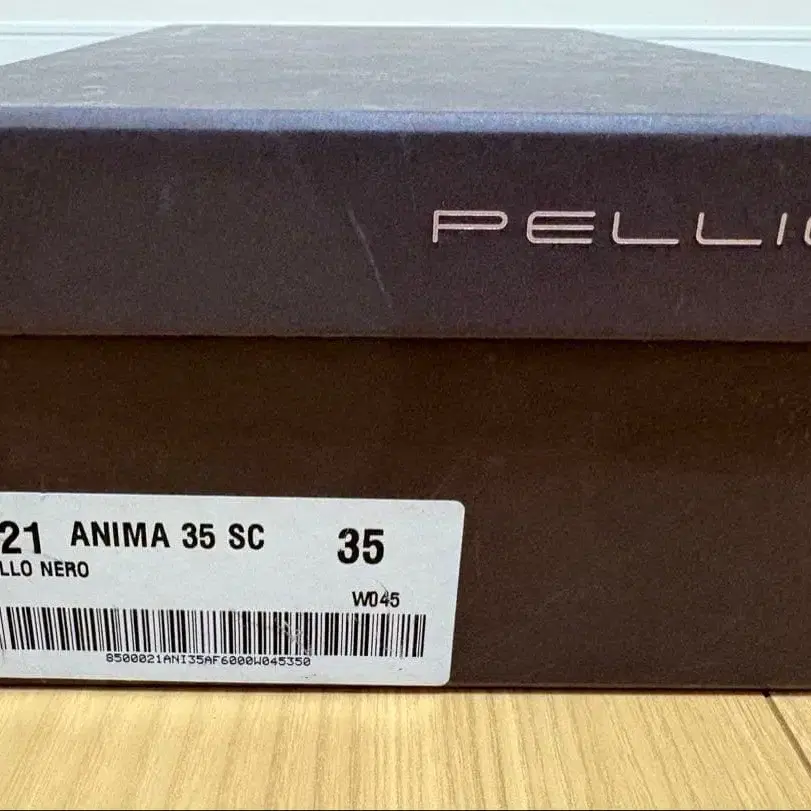 PELLI
21 ANIMA 35 SC 35
LLO NERO
W045
8500021ANI35AF6000W045350